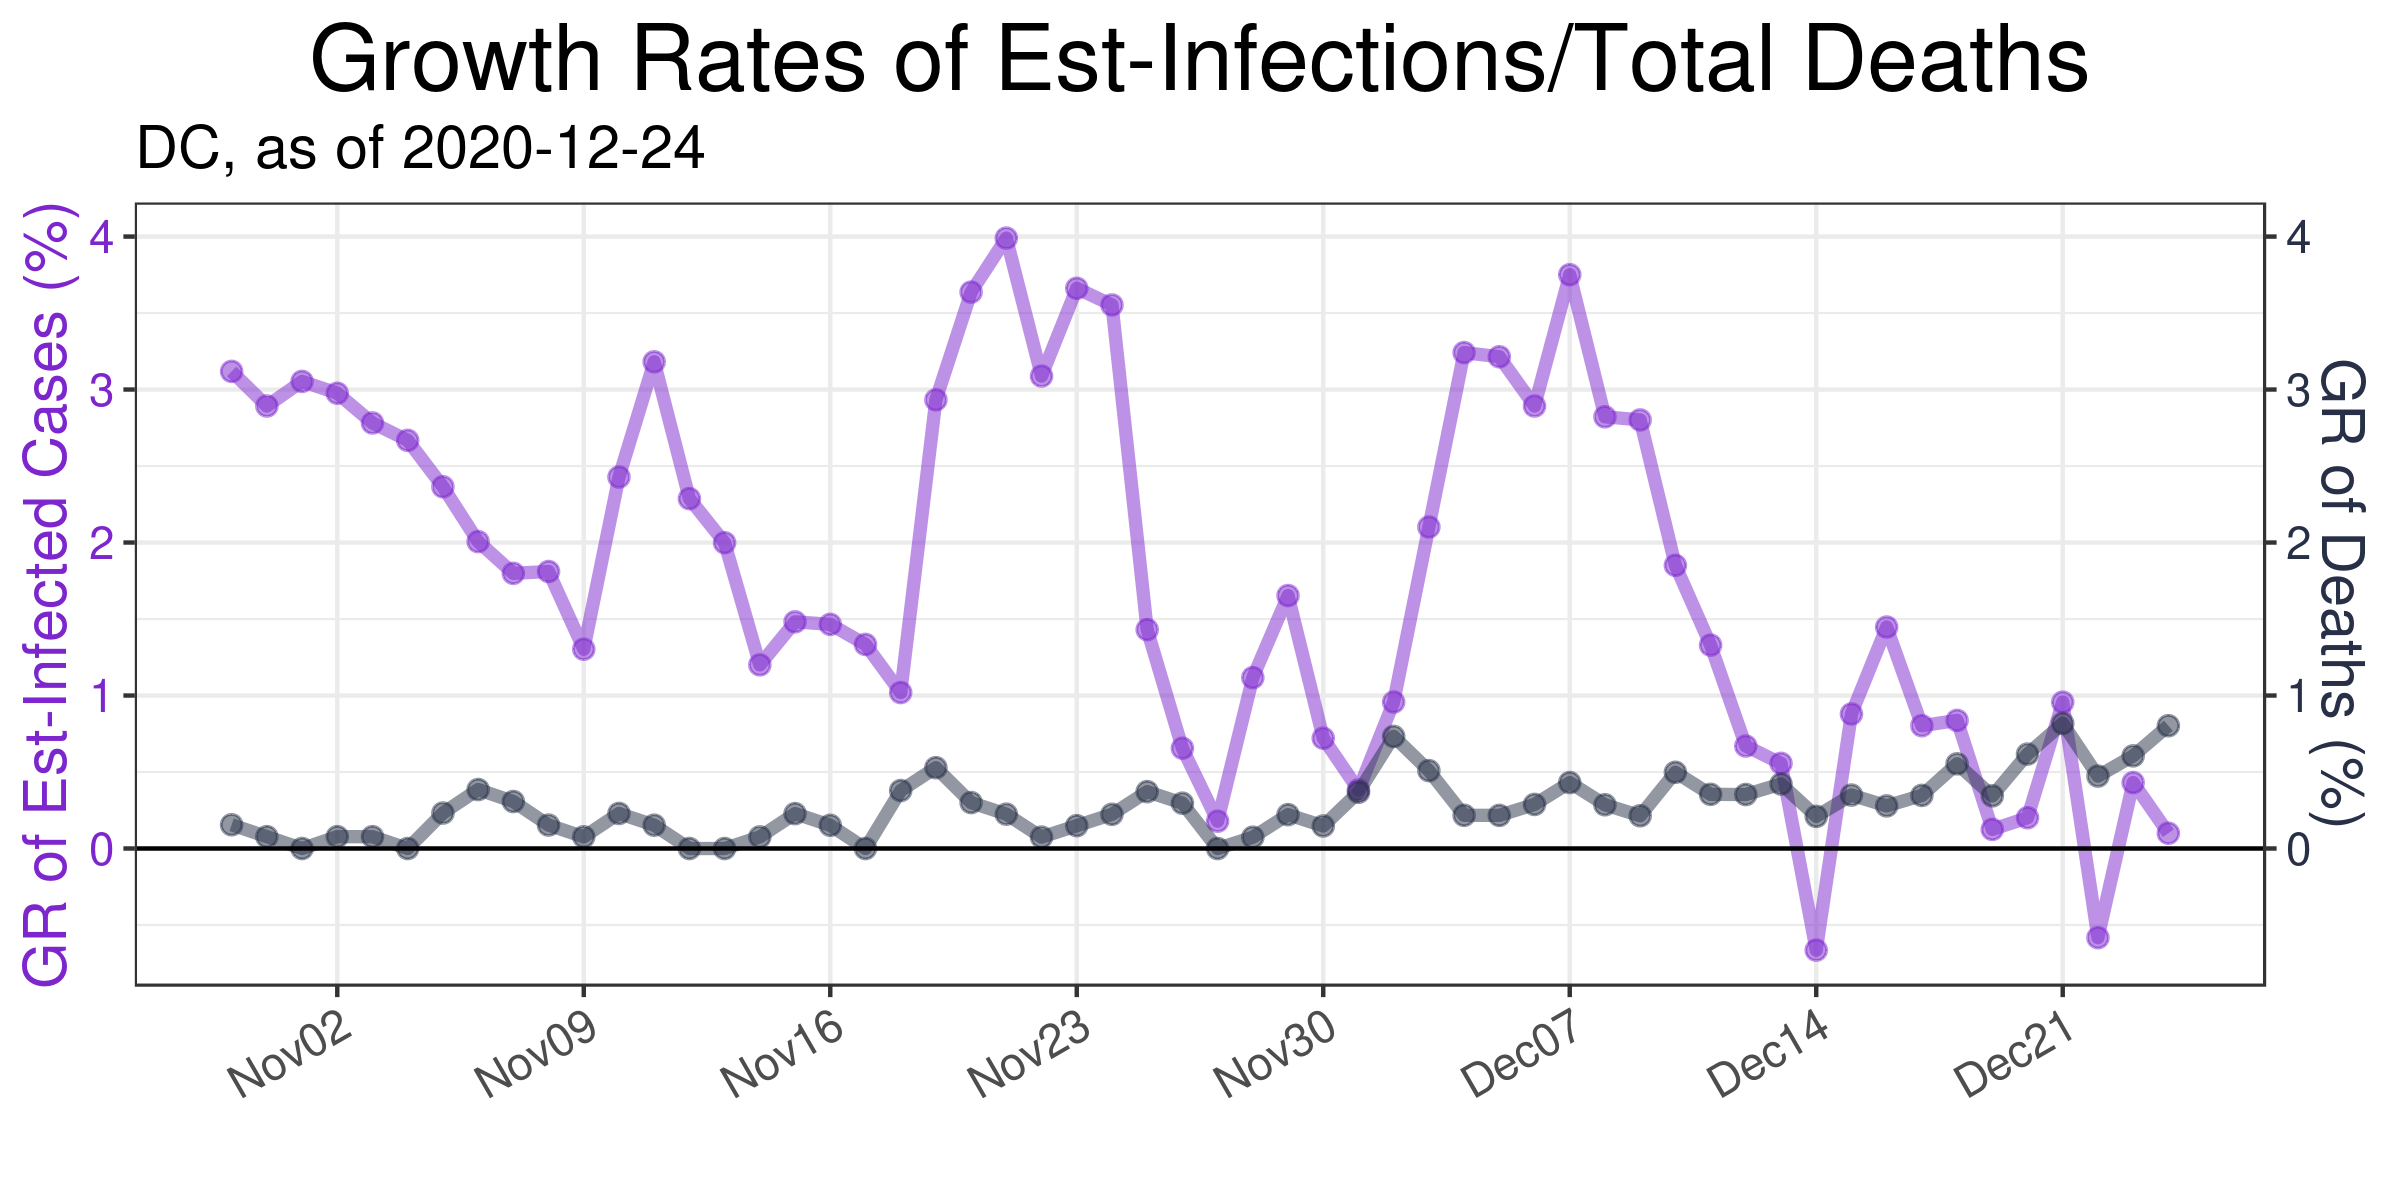 Growth Rates of Est-Infections/Total Deaths
DC, as of 2020-12-24
GR of Est-Infected Cases (%)
4
3
2
1
0
4
3
2
1
0
GR of Deaths (%)
Nov02
Nov09
Nov16
Nov23
Nov30
Dec07
Dec14
Dec21